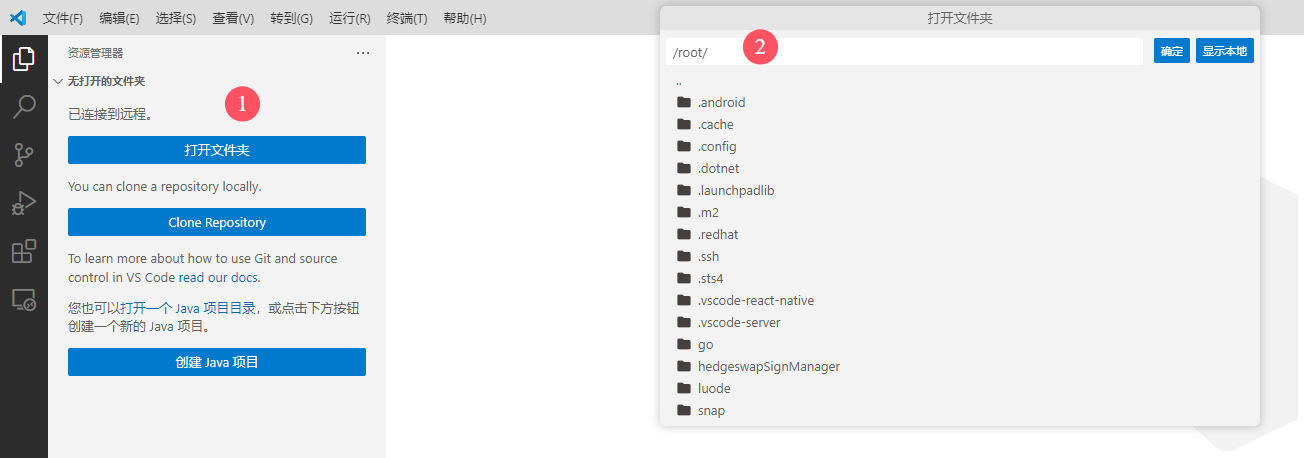 文件(F) 编辑(E) 选择(S) 查看(V) 转到(G) 运行(R) 终端(T) 帮助(H)
资源管理器 ...
无打开的文件夹
已连接到远程。
1
打开文件夹
You can clone a repository locally.
Clone Repository
To learn more about how to use Git and source
control in VS Code read our docs.
您也可以打开一个 Java 项目目录，或点击下方按钮
创建一个新的 Java 项目。
创建 Java 项目
打开文件夹
/root/
2
确定
显示本地
..
.android
.cache
.config
.dotnet
.launchpadlib
.m2
.redhat
.ssh
.sts4
.vscode-react-native
.vscode-server
go
hedgeswapSignManager
luode
snap